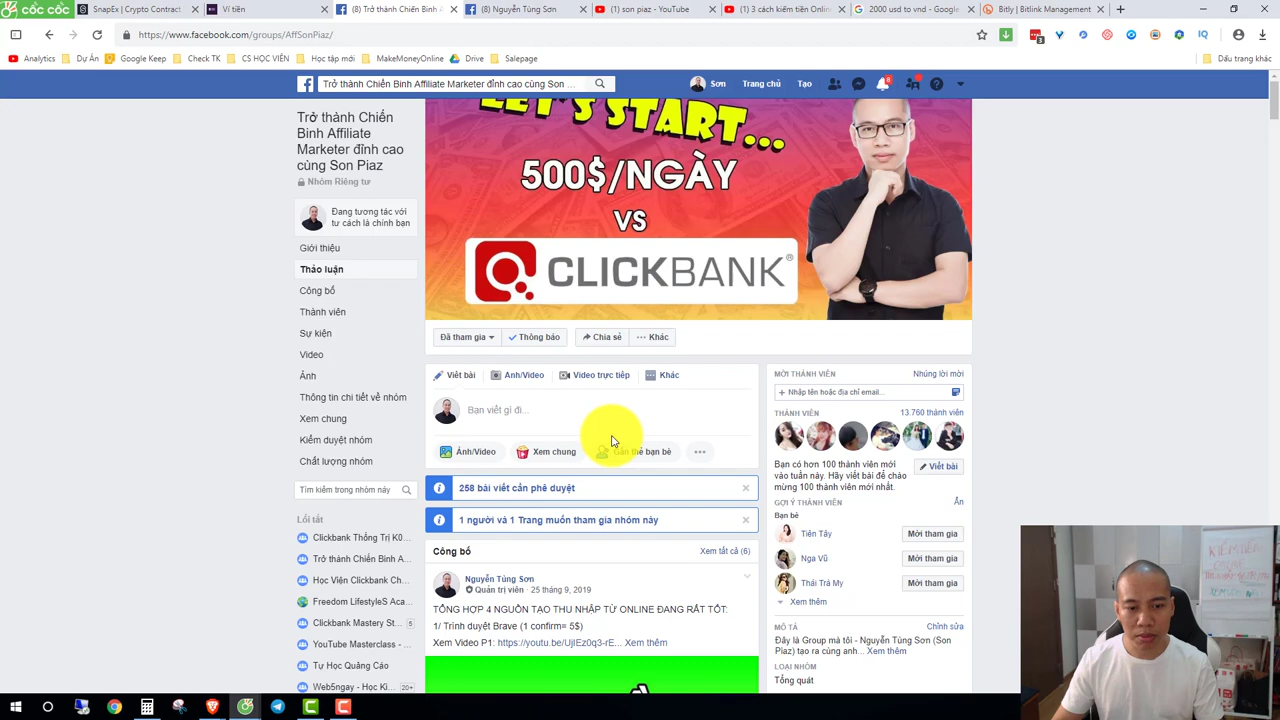 cốc cốc
SnapEx | Crypto Contract
Ví tiền
(8) Trở thành Chiến Binh A
(8) Nguyễn Tùng Sơn
(1) son piaz - YouTube
(1) 3 cách kiếm tiền Onlin
2000 usd to vnd - Google
Bitly | Bitlink Management
https://www.facebook.com/groups/AffSonPiaz/
Analytics
Dự Án
Google Keep
Check TK
CS HỌC VIÊN
Học tập mới
MakeMoneyOnline
Drive
Salepage
Dấu trang khác
Trở thành Chiến Binh Affiliate Marketer đỉnh cao cùng Son ...
Sơn
Trang chủ
Tạo
8
Trở thành Chiến
Binh Affiliate
Marketer đỉnh cao
cùng Son Piaz
Nhóm Riêng tư
Đang tương tác với
tư cách là chính bạn
Giới thiệu
Thảo luận
Công bố
Thành viên
Sự kiện
Video
Ảnh
Thông tin chi tiết về nhóm
Xem chung
Kiểm duyệt nhóm
Chất lượng nhóm
Tìm kiếm trong nhóm này
Lối tắt
Clickbank Thống Trị K0...
Trở thành Chiến Binh A...
Học Viện Clickbank Ch...
Freedom LifestyleS Aca...
Clickbank Mastery St...
5
YouTube Masterclass -...
Tự Học Quảng Cáo
Web5ngay - Học Ki...
20+
LET'S START...
500$/NGÀY
VS
CLICKBANK®
Đã tham gia
Thông báo
Chia sẻ
Khác
Viết bài
Ảnh/Video
Video trực tiếp
Khác
Bạn viết gì đi...
Ảnh/Video
Xem chung
Gắn thẻ bạn bè
258 bài viết cần phê duyệt
1 người và 1 Trang muốn tham gia nhóm này
Công bố
Xem tất cả (6)
Nguyễn Tùng Sơn
Quản trị viên · 25 tháng 9, 2019
TỔNG HỢP 4 NGUỒN TẠO THU NHẬP TỪ ONLINE ĐANG RẤT TỐT:
1/ Trình duyệt Brave (1 confirm= 5$)
Xem Video P1: https://youtu.be/UjIEz0q3-rE... Xem thêm
MỜI THÀNH VIÊN
Nhúng lời mời
+ Nhập tên hoặc địa chỉ email...
THÀNH VIÊN
13.760 thành viên
Bạn có hơn 100 thành viên mới
vào tuần này. Hãy viết bài để chào
mừng 100 thành viên mới nhất.
Viết bài
GỢI Ý THÀNH VIÊN
Ẩn
Bạn bè
Tiên Tây
Mời tham gia
Nga Vũ
Mời tham gia
Thái Trà My
Mời tham gia
Xem thêm
MÔ TẢ
Chỉnh sửa
Đây là Group mà tôi - Nguyễn Tùng Sơn (Son
Piaz) tạo ra cùng anh... Xem thêm
LOẠI NHÓM
Tổng quát